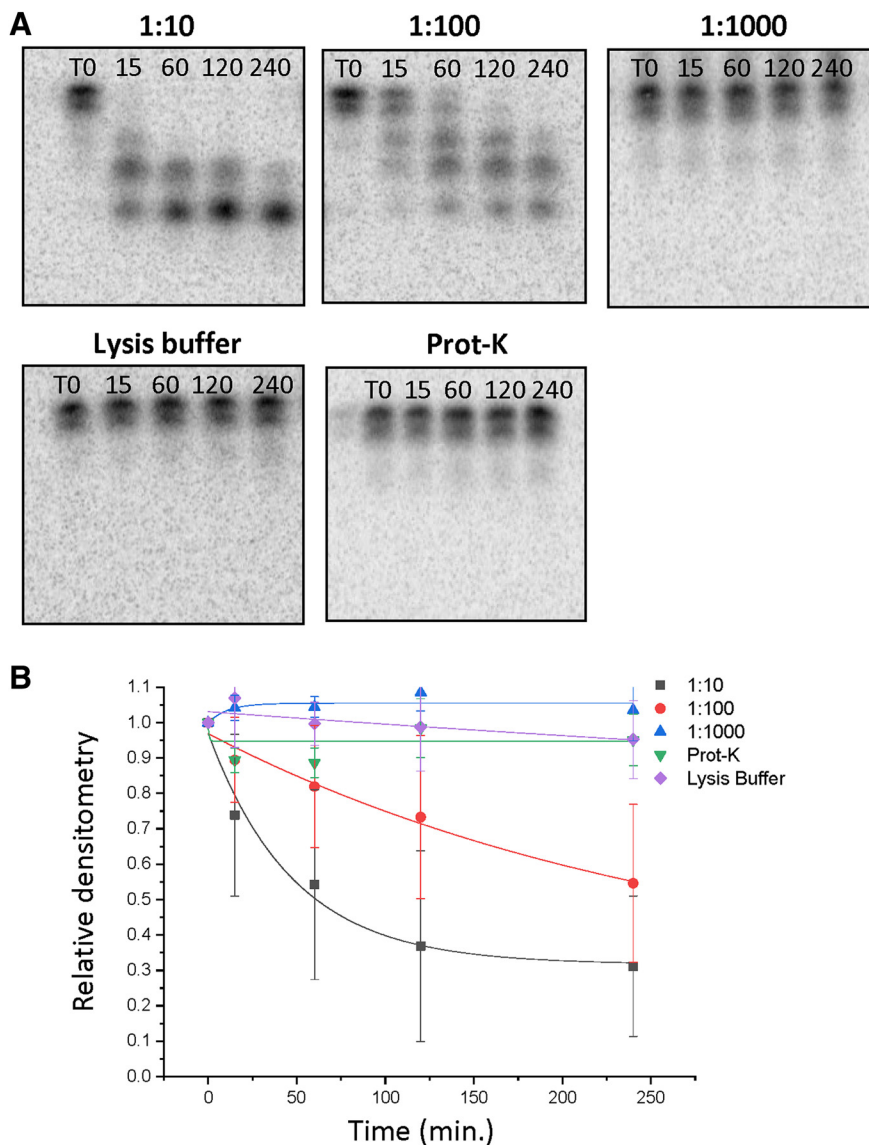 A
1:10
1:100
1:1000
T0 15 60 120 240
T0 15 60 120 240
T0 15 60 120 240
Lysis buffer
Prot-K
T0 15 60 120 240
T0 15 60 120 240
B
1.1
1.0
0.9
0.8
0.7
0.6
0.5
0.4
0.3
0.2
0.1
0.0
Relative densitometry
0 50 100 150 200 250
Time (min.)
1:10
1:100
1:1000
Prot-K
Lysis Buffer